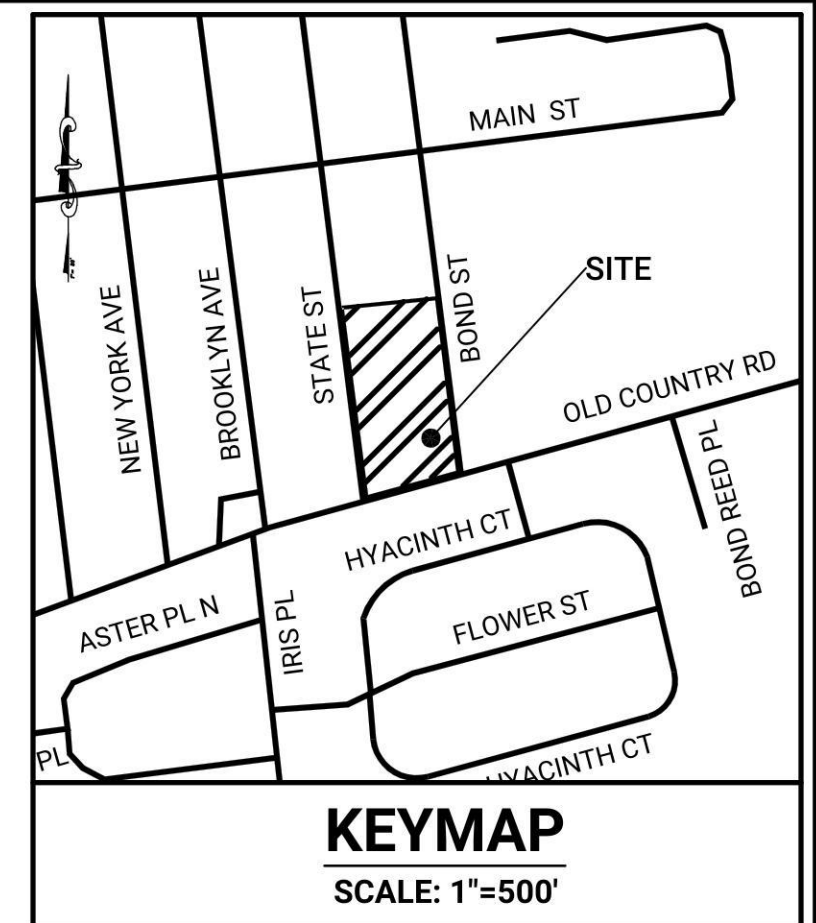 MAIN ST
SITE
NEW YORK AVE
BROOKLYN AVE
STATE ST
BOND ST
OLD COUNTRY RD
BOND REED PL
HYACINTH CT
ASTER PL N
IRIS PL
FLOWER ST
PL
HYACINTH CT
KEYMAP
SCALE: 1"=500'